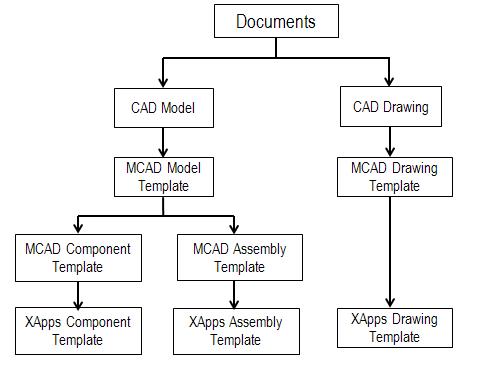 Documents
CAD Model
CAD Drawing
MCAD Model
Template
MCAD Drawing
Template
MCAD Component
Template
MCAD Assembly
Template
XApps Component
Template
XApps Assembly
Template
XApps Drawing
Template